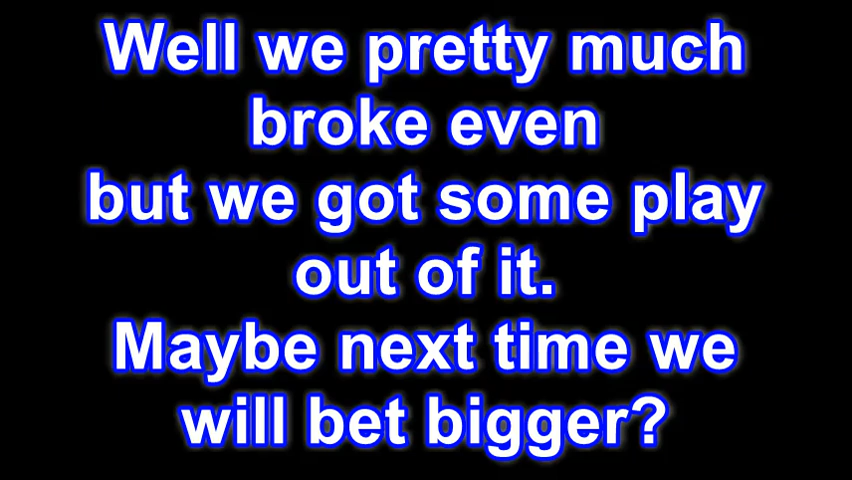 Well we pretty much
broke even
but we got some play
out of it.
Maybe next time we
will bet bigger?